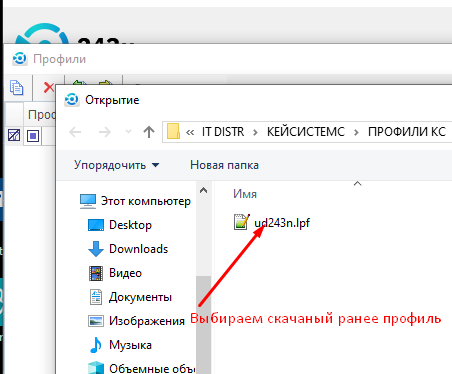 243н
Профили
Проф
Открытие
« IT DISTR > КЕЙСИСТЕМС > ПРОФИЛИ КС
Упорядочить Новая папка
Имя
Этот компьютер
ud243n.lpf
Desktop
Downloads
Видео
Документы
Изображения
Выбираем скачаный ранее профиль
Музыка
Объемные объ